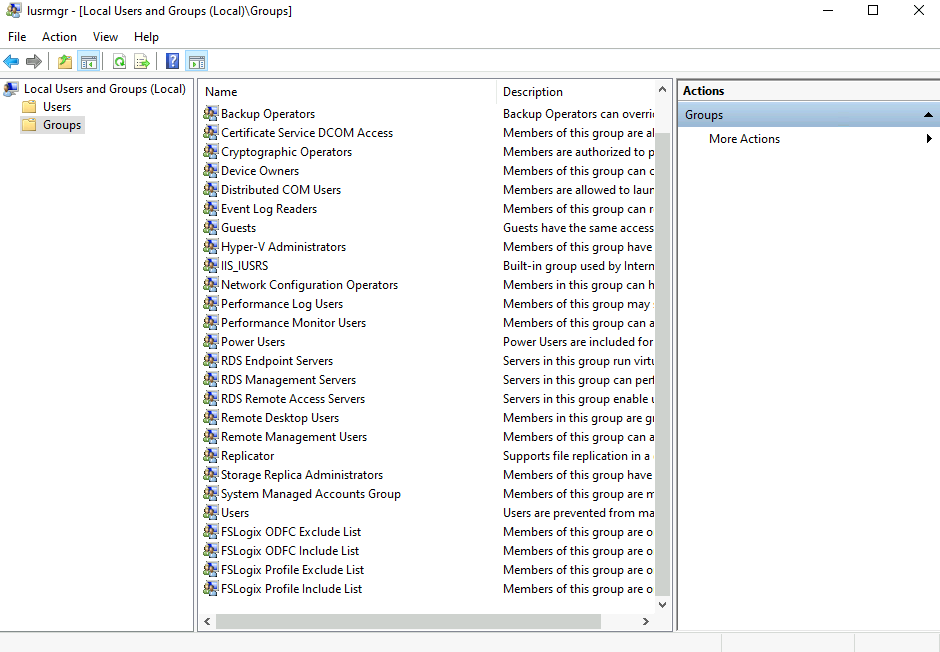 lusrmgr - [Local Users and Groups (Local)\Groups]
File Action View Help
Local Users and Groups (Local)
Users
Groups
Name Description
Backup Operators Backup Operators can overri
Certificate Service DCOM Access Members of this group are al
Cryptographic Operators Members are authorized to p
Device Owners Members of this group can c
Distributed COM Users Members are allowed to laun
Event Log Readers Members of this group can r
Guests Guests have the same access
Hyper-V Administrators Members of this group have
IIS_IUSRS Built-in group used by Intern
Network Configuration Operators Members in this group can h
Performance Log Users Members of this group may
Performance Monitor Users Members of this group can a
Power Users Power Users are included for
RDS Endpoint Servers Servers in this group run virtu
RDS Management Servers Servers in this group can perf
RDS Remote Access Servers Servers in this group enable u
Remote Desktop Users Members in this group are gr
Remote Management Users Members of this group can a
Replicator Supports file replication in a
Storage Replica Administrators Members of this group have
System Managed Accounts Group Members of this group are m
Users Users are prevented from ma
FSLogix ODFC Exclude List Members of this group are o
FSLogix ODFC Include List Members of this group are o
FSLogix Profile Exclude List Members of this group are o
FSLogix Profile Include List Members of this group are o
Actions
Groups
More Actions